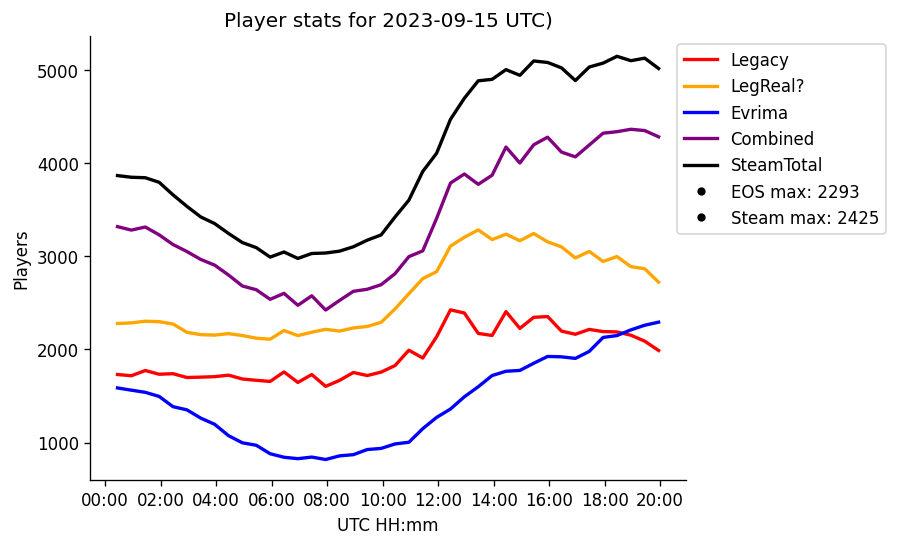 Player stats for 2023-09-15 UTC)
Legacy
LegReal?
Evrima
Combined
SteamTotal
EOS max: 2293
Steam max: 2425
Players
5000
4000
3000
2000
1000
00:00 02:00 04:00 06:00 08:00 10:00 12:00 14:00 16:00 18:00 20:00
UTC HH:mm